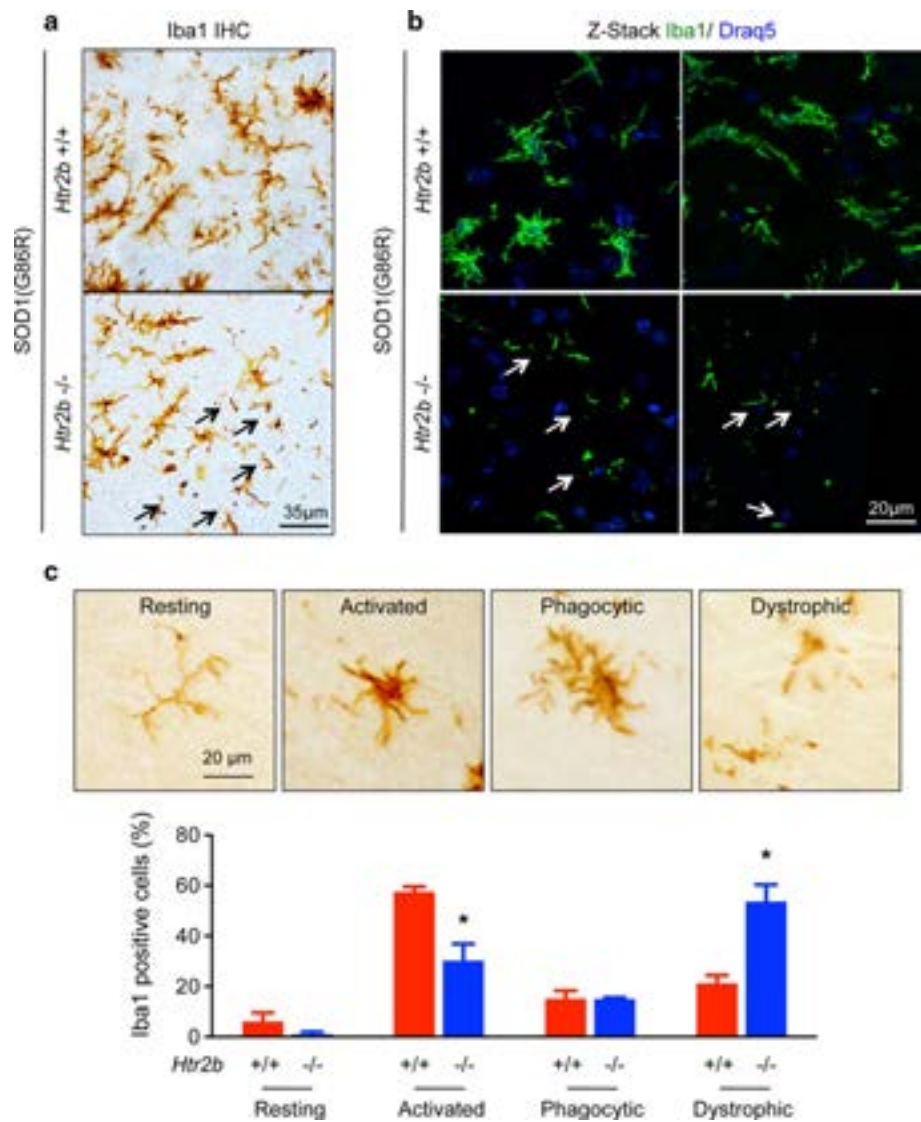 a
Iba1 IHC
SOD1(G86R)
Htr2b +/+
Htr2b -/-
35µm
b
Z-Stack Iba1/ Draq5
SOD1(G86R)
Htr2b +/+
Htr2b -/-
20µm
c
Resting
Activated
Phagocytic
Dystrophic
20 µm
Iba1 positive cells (%)
80
60
40
20
0
*
*
Htr2b +/+ -/- +/+ -/- +/+ -/- +/+ -/-
Resting Activated Phagocytic Dystrophic